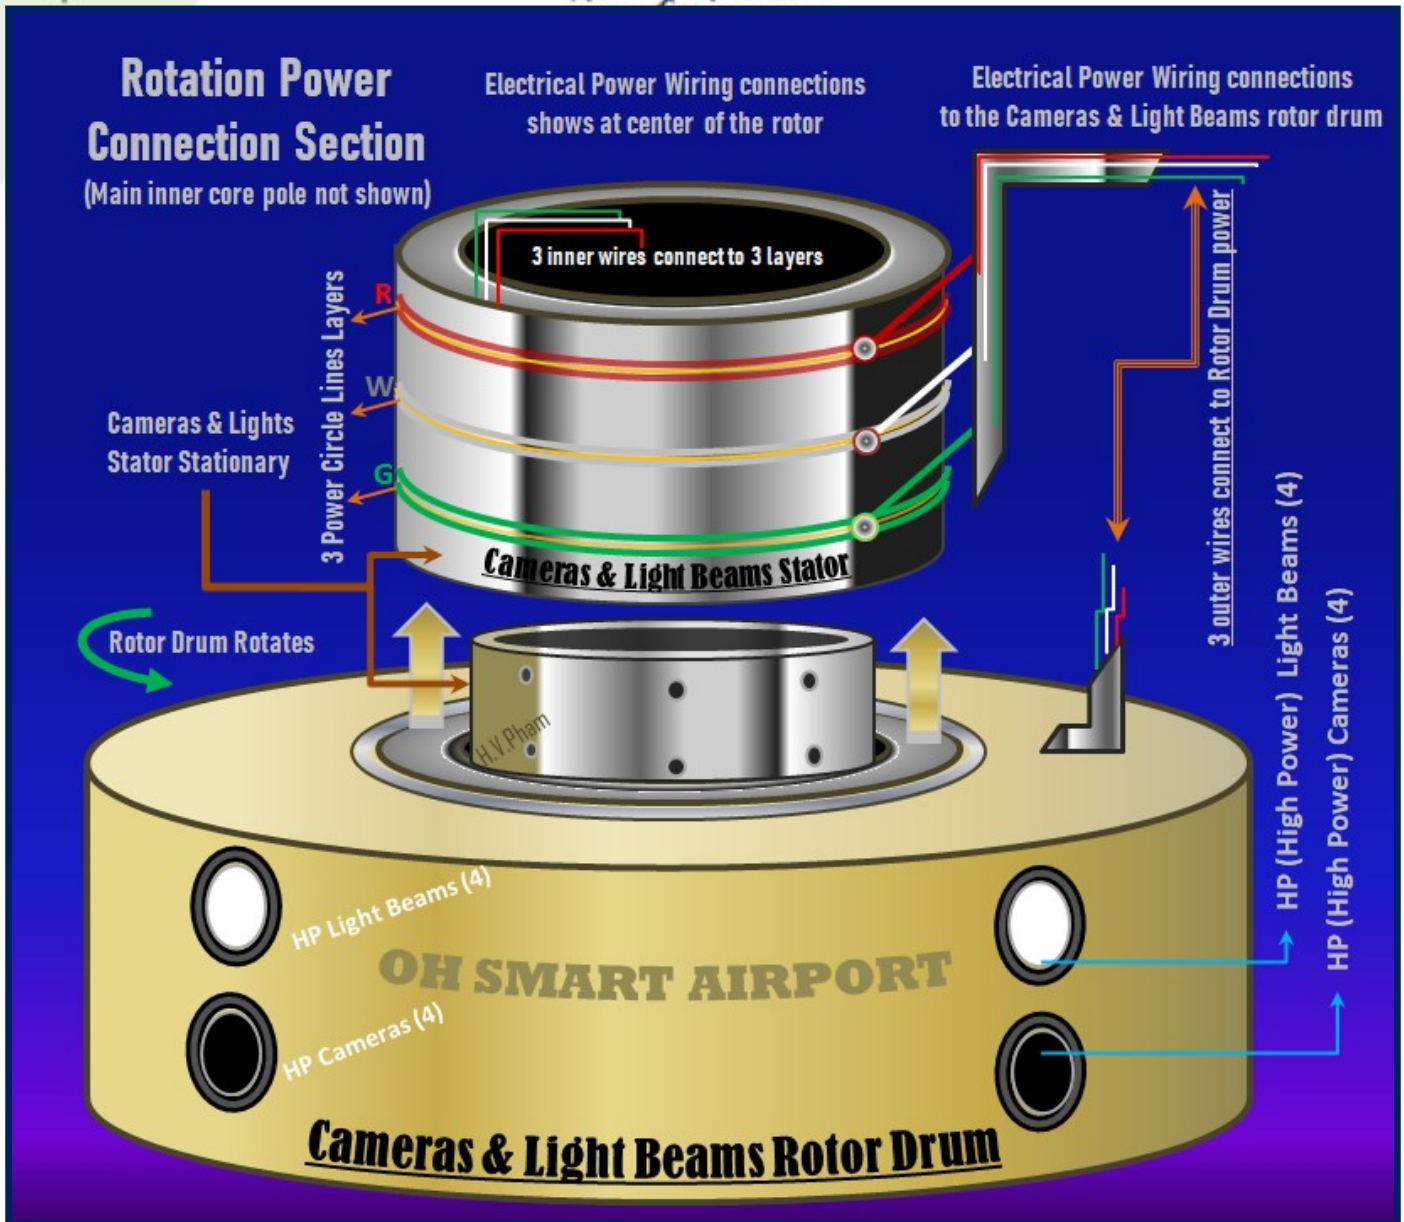 Rotation Power
Connection Section
(Main inner core pole not shown)
Electrical Power Wiring connections
shows at center of the rotor
Electrical Power Wiring connections
to the Cameras & Light Beams rotor drum
3 inner wires connect to 3 layers
R
W
G
3 Power Circle Lines Layers
Cameras & Lights
Stator Stationary
Cameras & Light Beams Stator
Rotor Drum Rotates
3 outer wires connect to Rotor Drum power
HP (High Power) Light Beams (4)
HP (High Power) Cameras (4)
H.V.Pham
HP Light Beams (4)
OH SMART AIRPORT
HP Cameras (4)
Cameras & Light Beams Rotor Drum